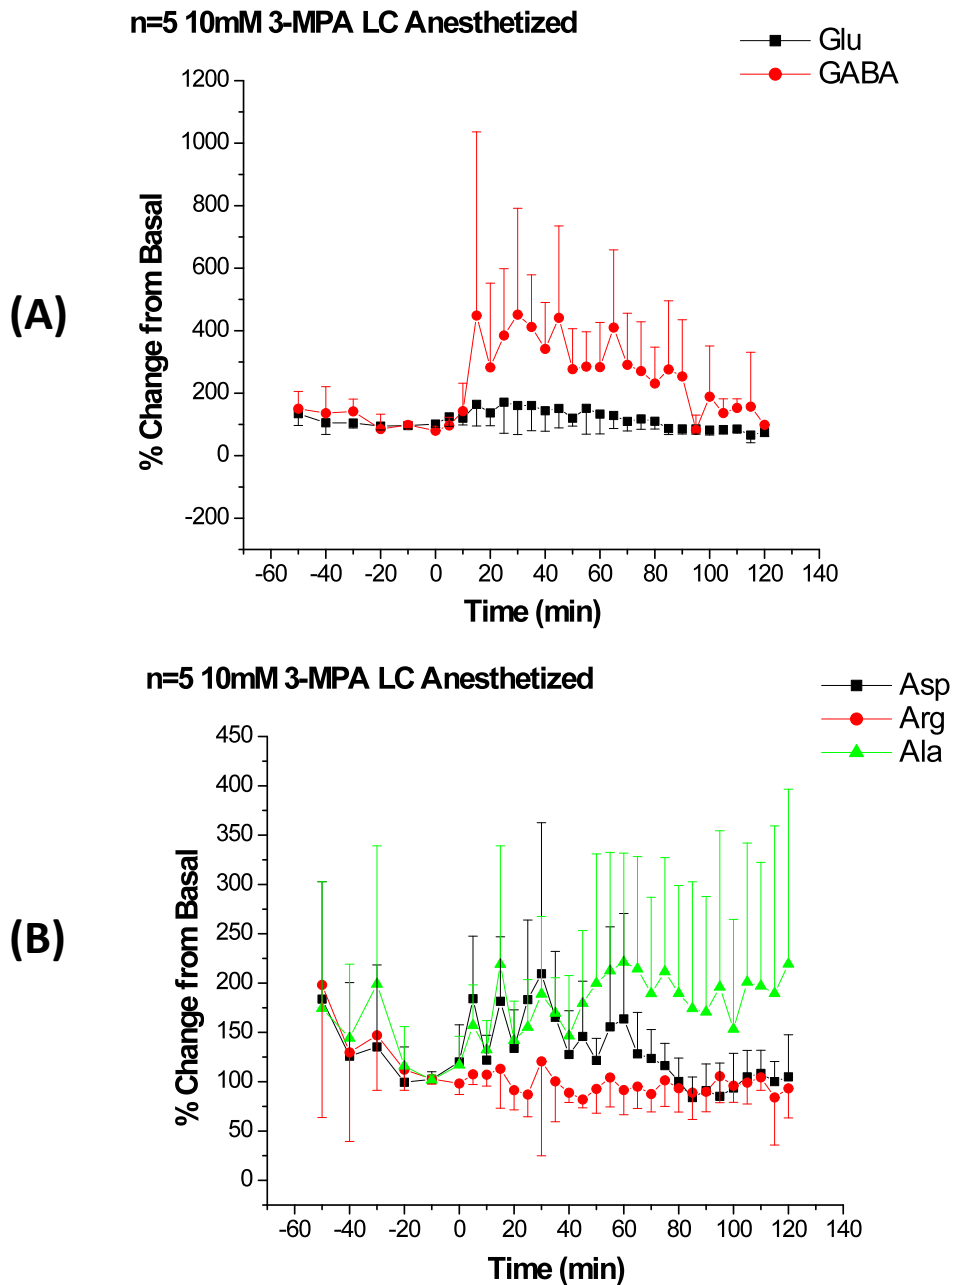 n=5 10mM 3-MPA LC Anesthetized
Glu
GABA
1200
1000
800
600
400
200
0
-200
% Change from Basal
(A)
-60 -40 -20 0 20 40 60 80 100 120 140
Time (min)
n=5 10mM 3-MPA LC Anesthetized
Asp
Arg
Ala
450
400
350
300
250
200
150
100
50
0
% Change from Basal
(B)
-60 -40 -20 0 20 40 60 80 100 120 140
Time (min)